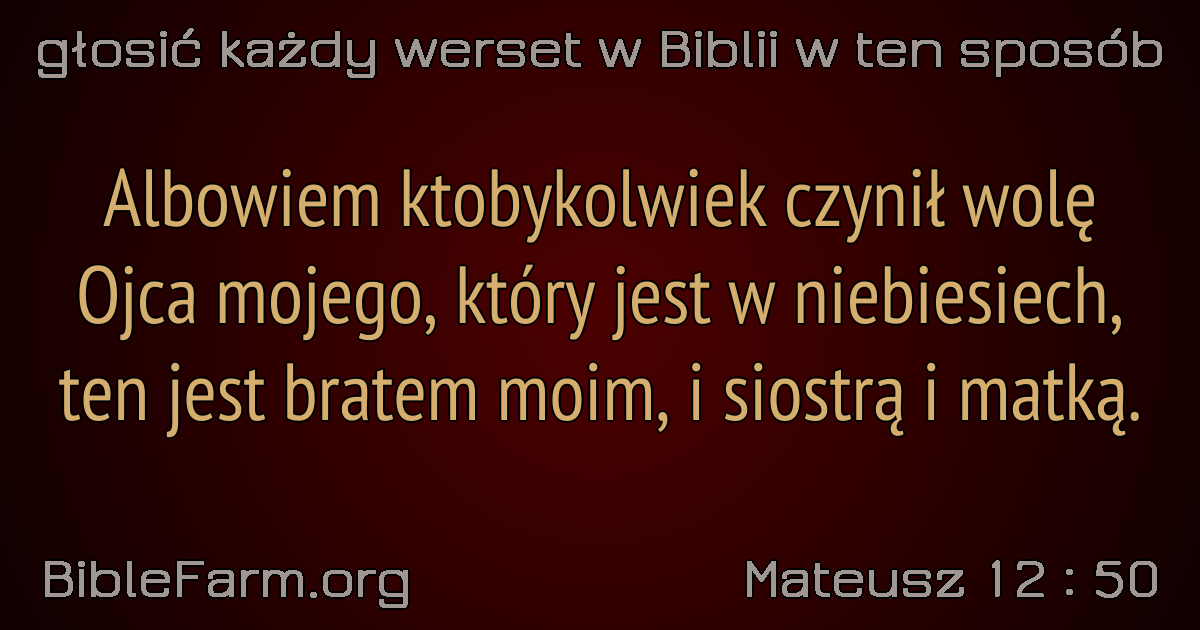 głosić każdy werset w Biblii w ten sposób
Albowiem ktobykolwiek czynił wolę
Ojca mojego, który jest w niebiesiech,
ten jest bratem moim, i siostrą i matką.
BibleFarm.org
Mateusz 12 : 50